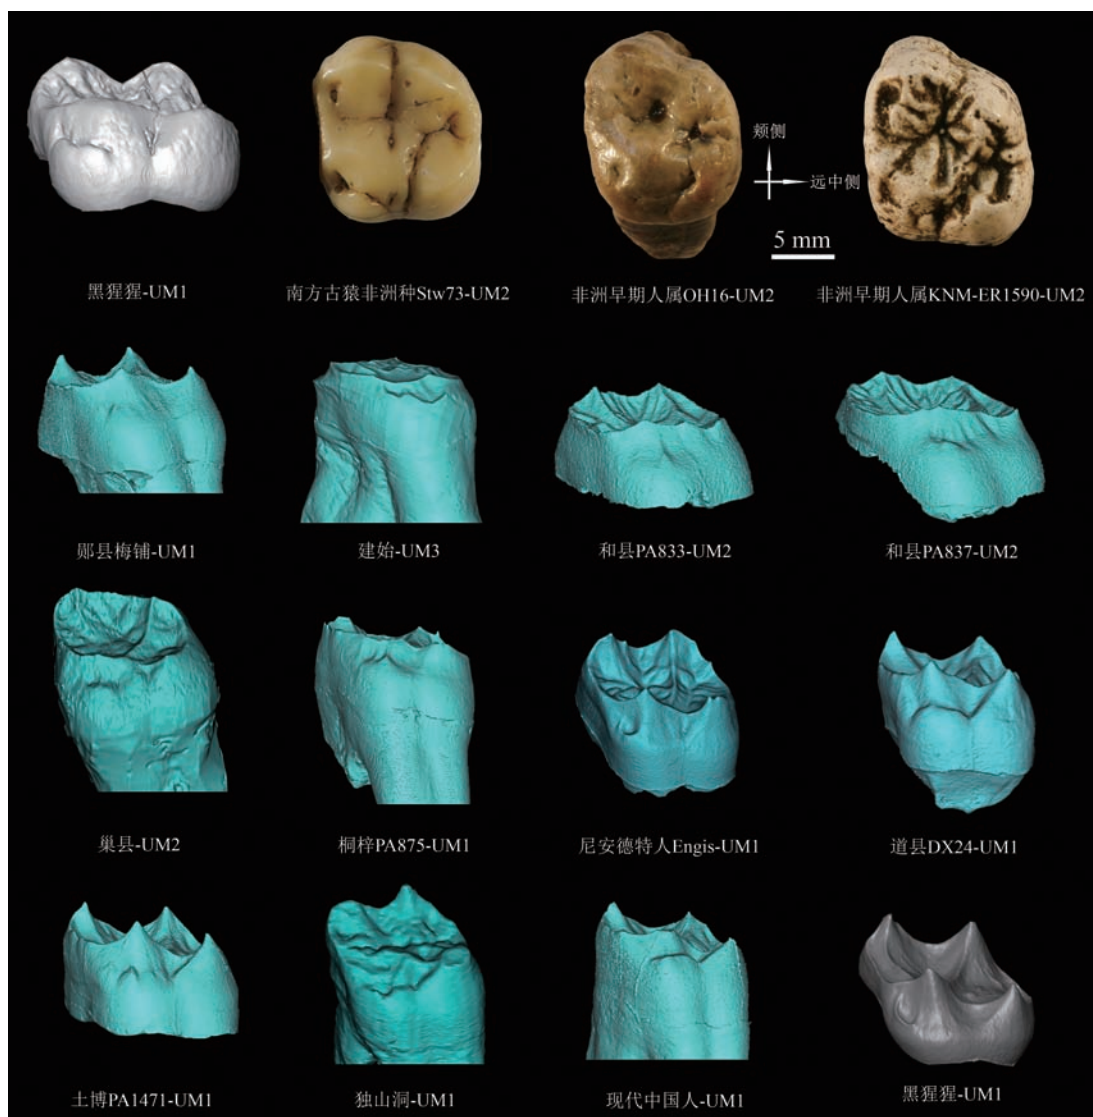 颊侧
远中侧
5 mm
黑猩猩-UM1
南方古猿非洲种Stw73-UM2
非洲早期人属OH16-UM2
非洲早期人属KNM-ER1590-UM2
郧县梅铺-UM1
建始-UM3
和县PA833-UM2
和县PA837-UM2
巢县-UM2
桐梓PA875-UM1
尼安德特人Engis-UM1
道县DX24-UM1
土博PA1471-UM1
独山洞-UM1
现代中国人-UM1
黑猩猩-UM1